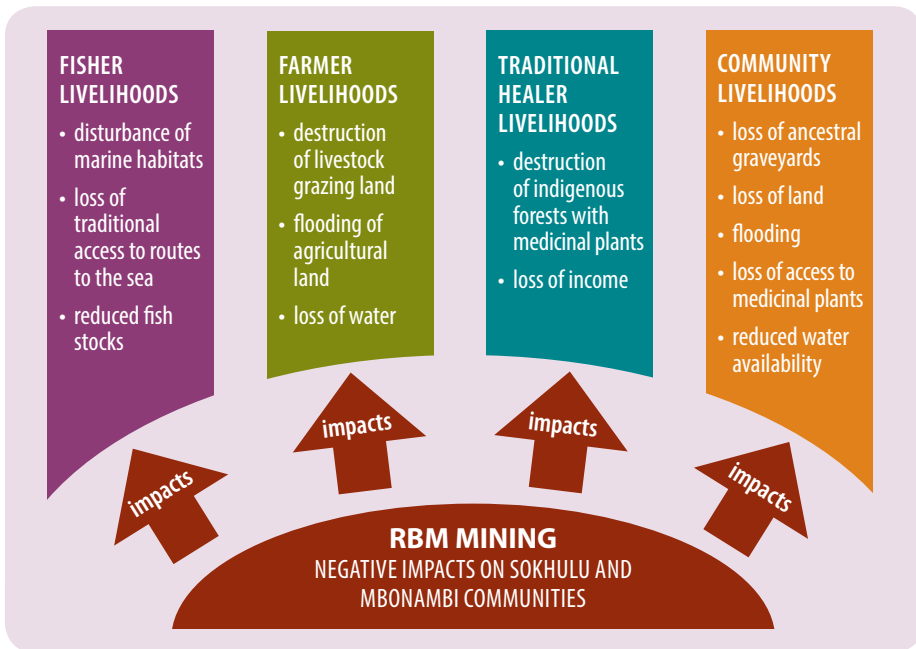 FISHER
LIVELIHOODS
• disturbance of
marine habitats
• loss of
traditional
access to routes
to the sea
• reduced fish
stocks
FARMER
LIVELIHOODS
• destruction
of livestock
grazing land
• flooding of
agricultural
land
• loss of water
TRADITIONAL
HEALER
LIVELIHOODS
• destruction
of indigenous
forests with
medicinal plants
• loss of income
COMMUNITY
LIVELIHOODS
• loss of ancestral
graveyards
• loss of land
• flooding
• loss of access to
medicinal plants
• reduced water
availability
impacts
impacts
impacts
impacts
RBM MINING
NEGATIVE IMPACTS ON SOKHULU AND
MBONAMBI COMMUNITIES